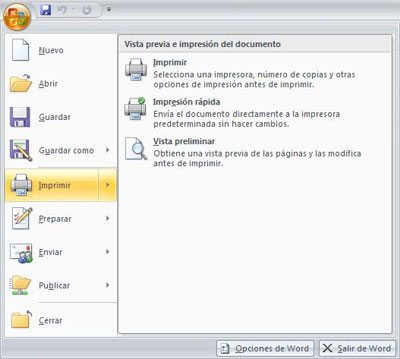 Nuevo
Abrir
Guardar
Guardar como
Imprimir
Preparar
Enviar
Publicar
Cerrar
Vista previa e impresión del documento
Imprimir
Selecciona una impresora, número de copias y otras
opciones de impresión antes de imprimir.
Impresión rápida
Envía el documento directamente a la impresora
predeterminada sin hacer cambios.
Vista preliminar
Obtiene una vista previa de las páginas y las modifica
antes de imprimir.
Opciones de Word
Salir de Word